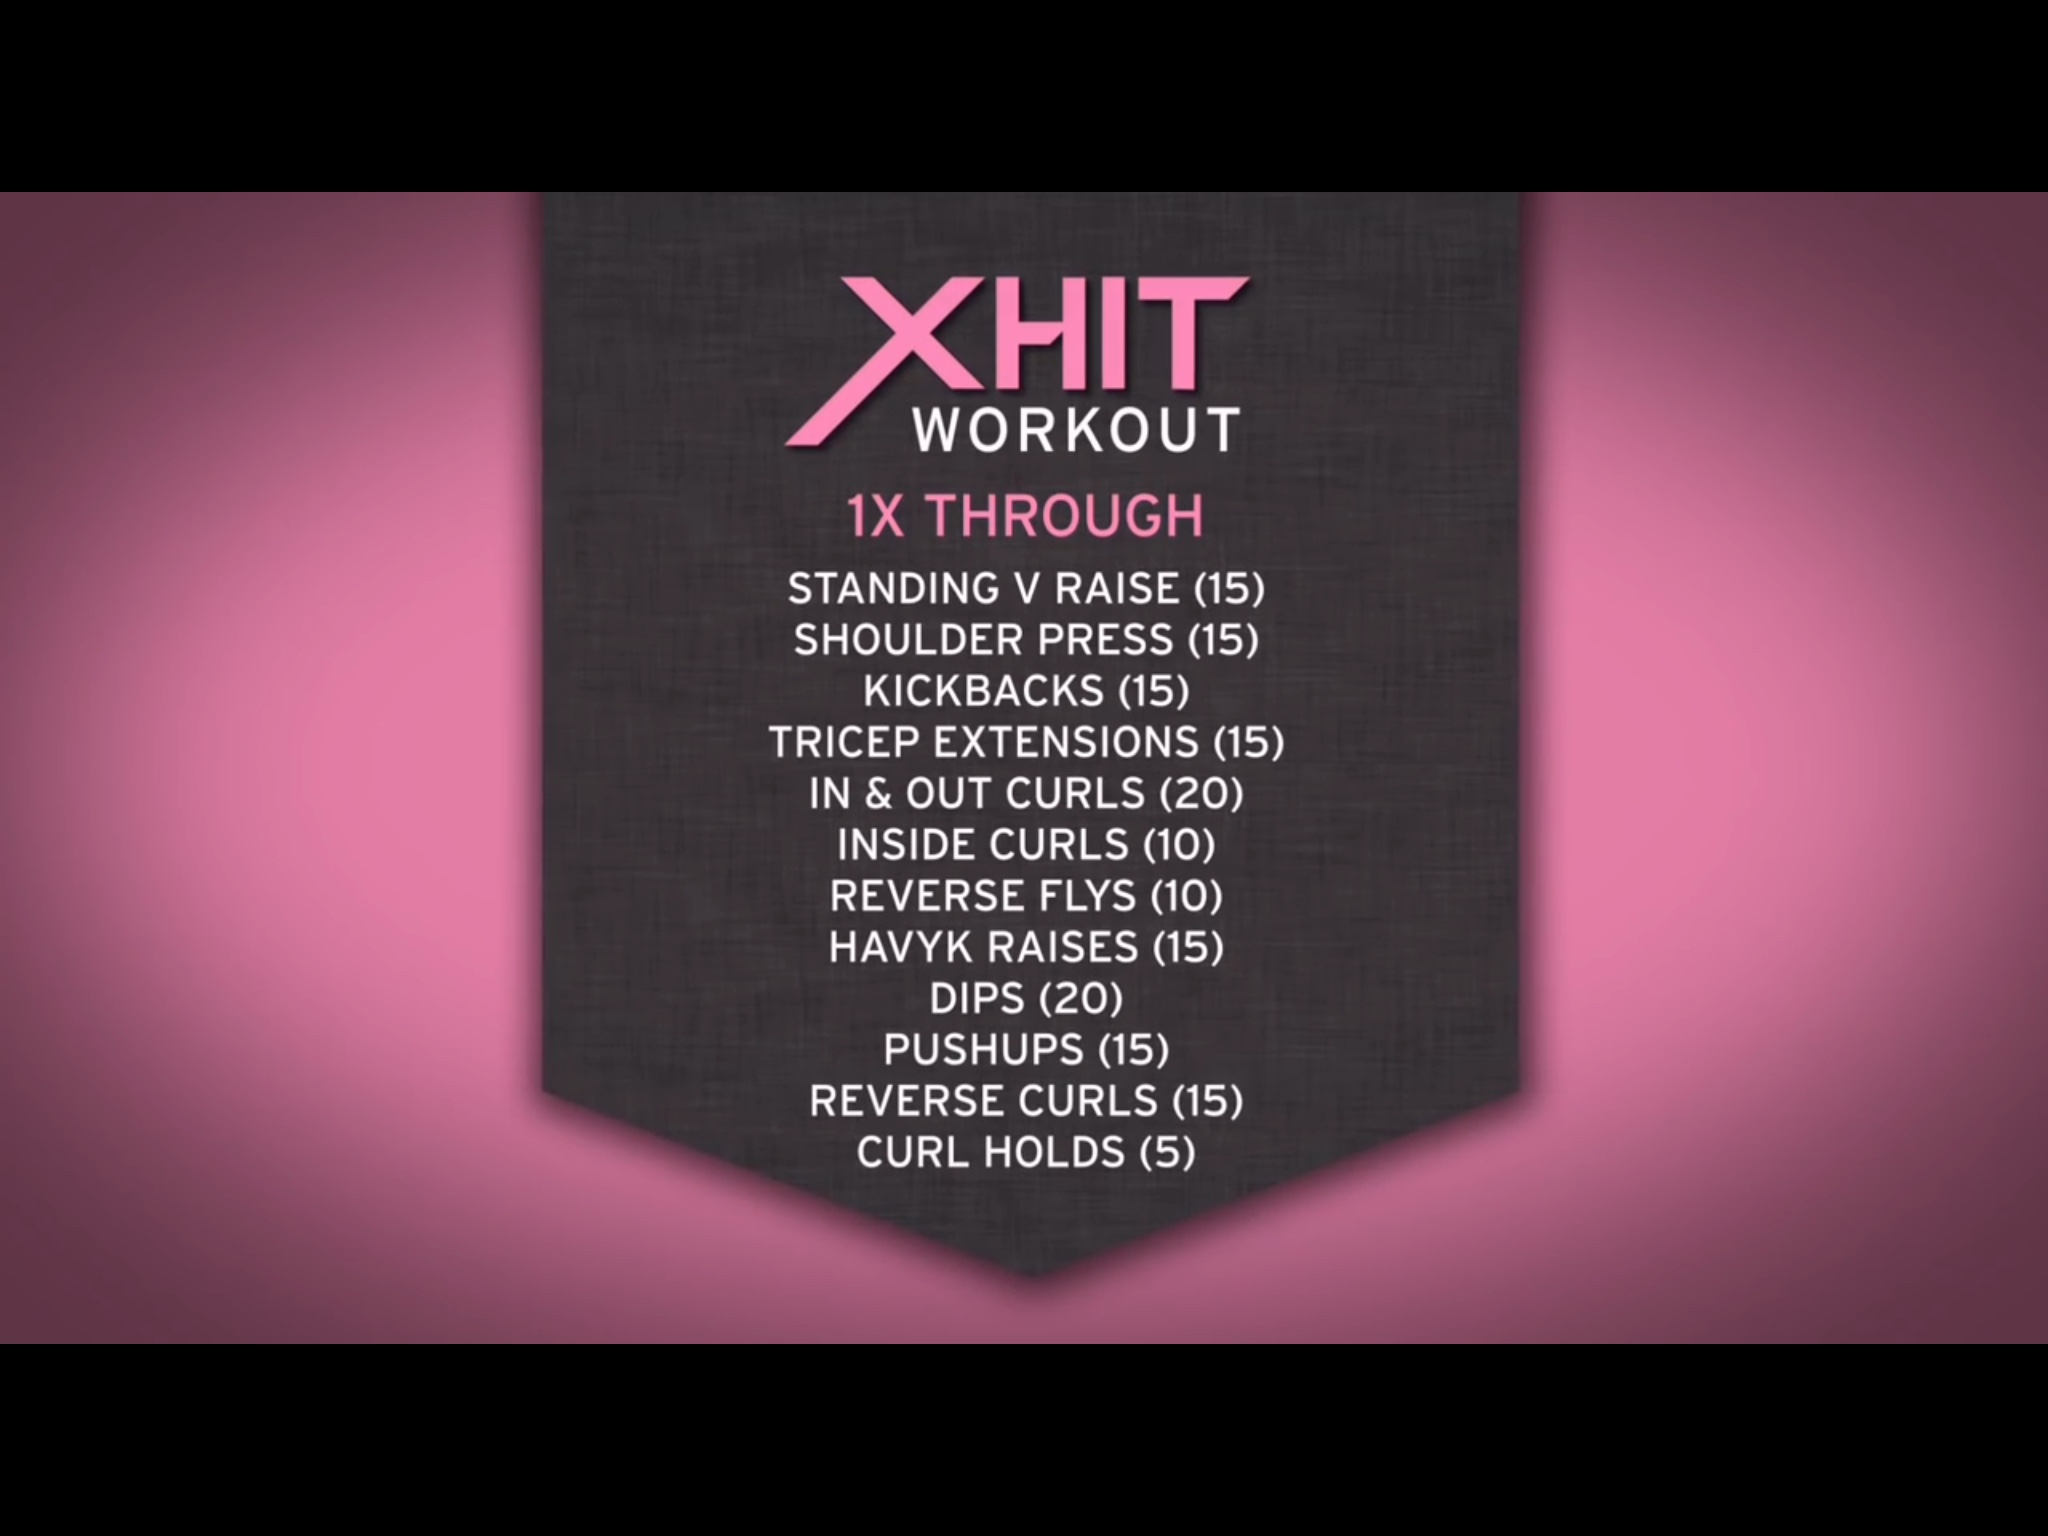 XHIT
WORKOUT
1X THROUGH
STANDING V RAISE (15)
SHOULDER PRESS (15)
KICKBACKS (15)
TRICEP EXTENSIONS (15)
IN & OUT CURLS (20)
INSIDE CURLS (10)
REVERSE FLYS (10)
HAVYK RAISES (15)
DIPS (20)
PUSHUPS (15)
REVERSE CURLS (15)
CURL HOLDS (5)